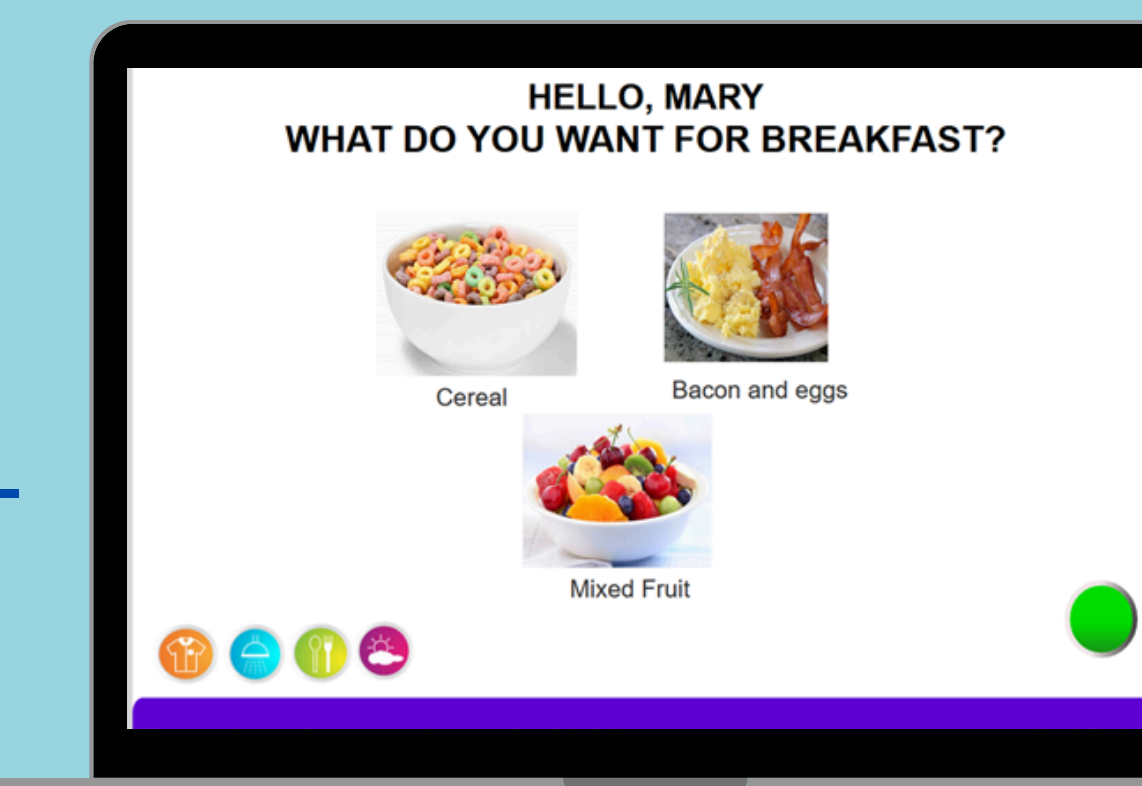 HELLO, MARY
WHAT DO YOU WANT FOR BREAKFAST?
Cereal
Bacon and eggs
Mixed Fruit